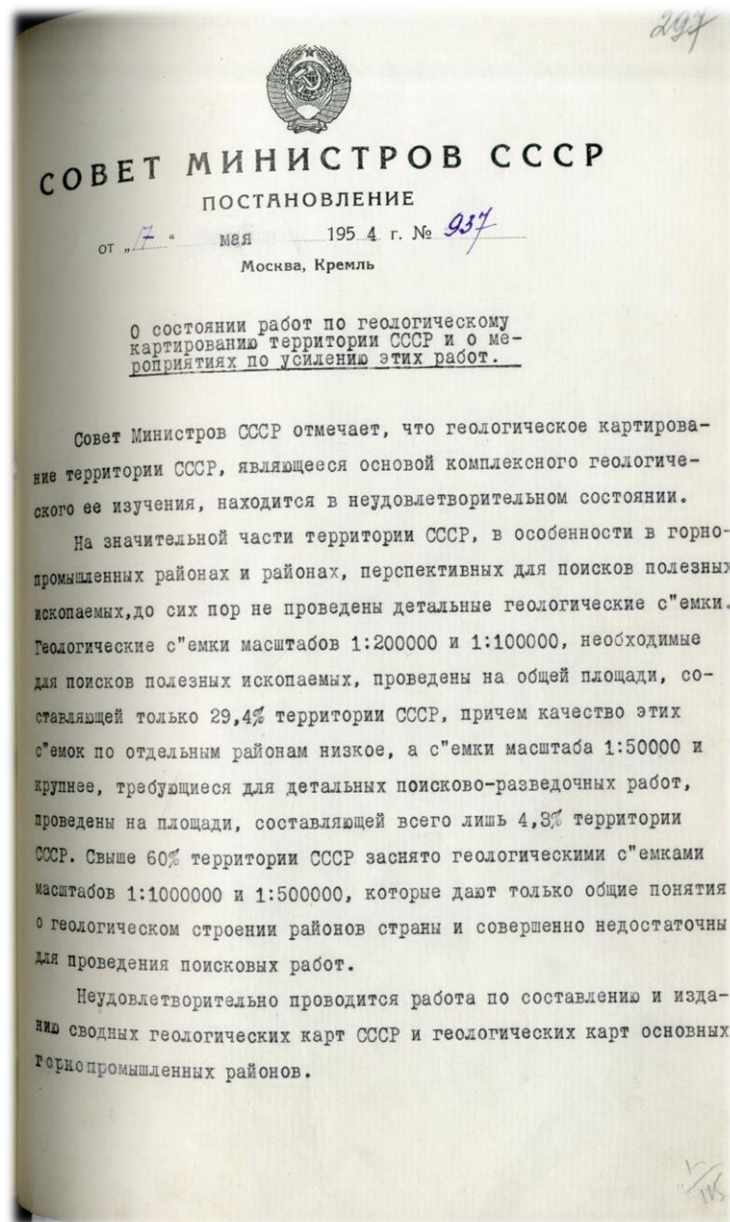 297
СОВЕТ МИНИСТРОВ СССР
ПОСТАНОВЛЕНИЕ
от „17“ мая 1954 г. № 937
Москва, Кремль
О состоянии работ по геологическому
картированию территории СССР и о ме-
роприятиях по усилению этих работ.
Совет Министров СССР отмечает, что геологическое картирова-
ние территории СССР, являющееся основой комплексного геологиче-
ского ее изучения, находится в неудовлетворительном состоянии.
На значительной части территории СССР, в особенности в горно-
промышленных районах и районах, перспективных для поисков полезных
ископаемых,до сих пор не проведены детальные геологические с"емки.
Геологические с"емки масштабов 1:200000 и 1:100000, необходимые
для поисков полезных ископаемых, проведены на общей площади, со-
ставляющей только 29,4% территории СССР, причем качество этих
с"емок по отдельным районам низкое, а с"емки масштаба 1:50000 и
крупнее, требующиеся для детальных поисково-разведочных работ,
проведены на площади, составляющей всего лишь 4,3% территории
СССР. Свыше 60% территории СССР заснято геологическими с"емками
масштабов 1:1000000 и 1:500000, которые дают только общие понятия
о геологическом строении районов страны и совершенно недостаточны
для проведения поисковых работ.
Неудовлетворительно проводится работа по составлению и изда-
нию сводных геологических карт СССР и геологических карт основных
горнопромышленных районов.